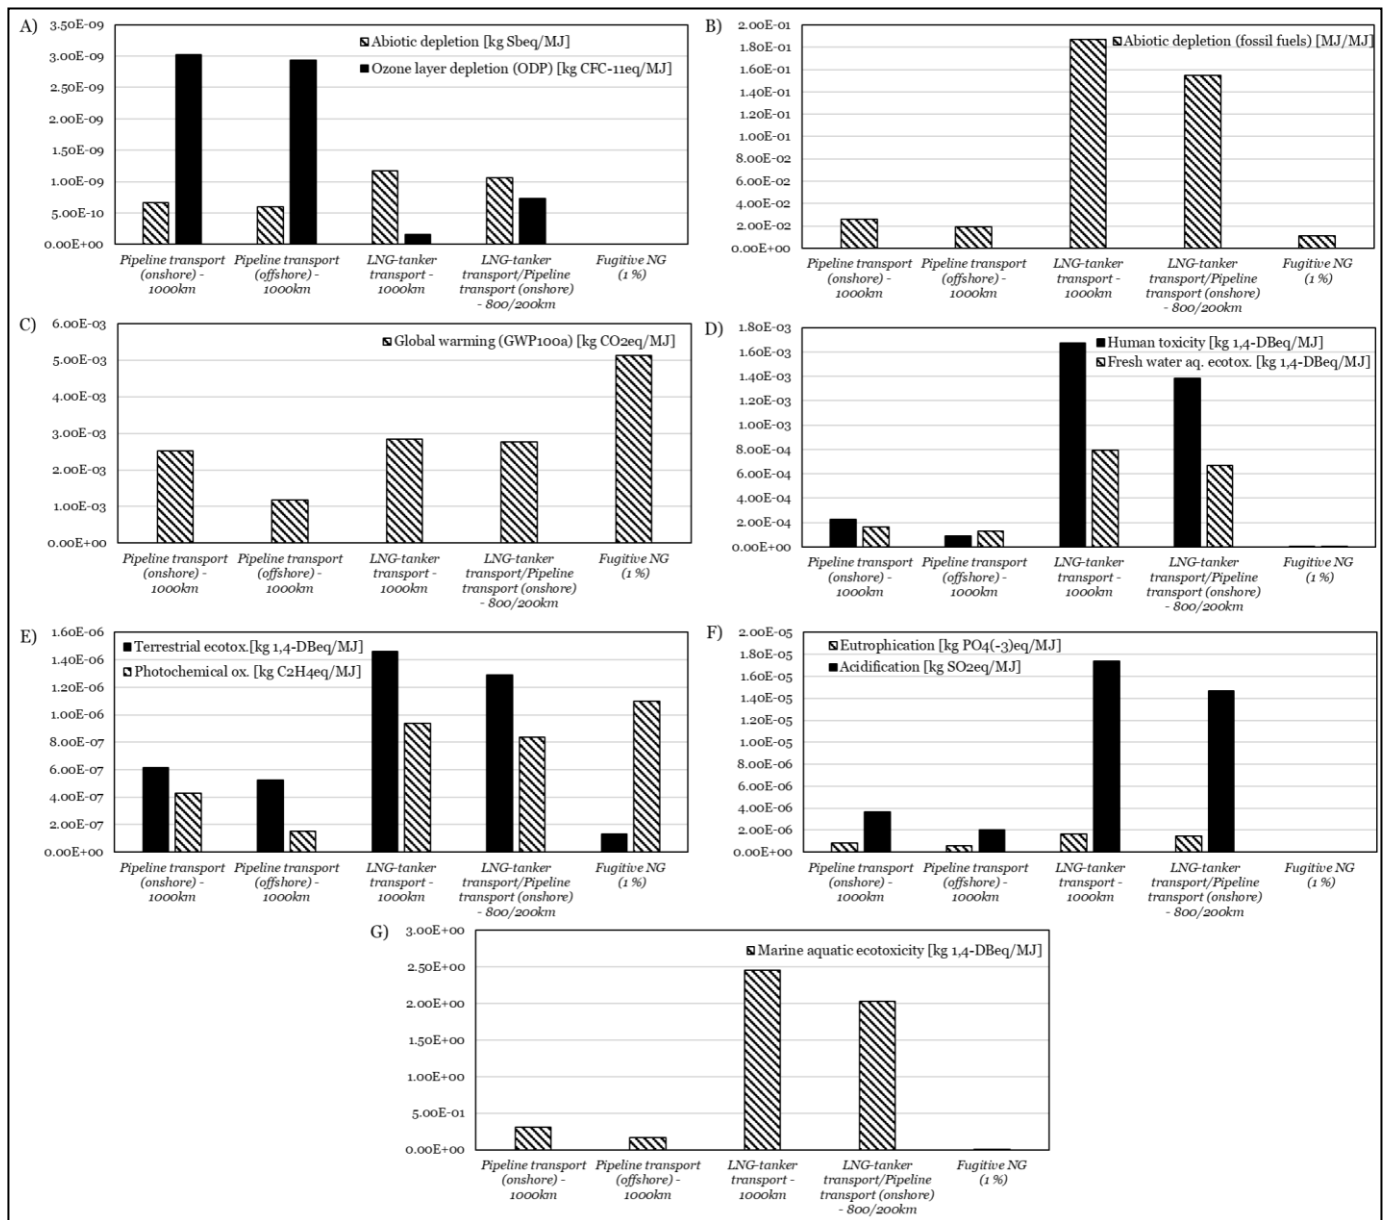 A)
3.50E-09
3.00E-09
2.50E-09
2.00E-09
1.50E-09
1.00E-09
5.00E-10
0.00E+00
Abiotic depletion [kg Sbeq/MJ]
Ozone layer depletion (ODP) [kg CFC-11eq/MJ]
Pipeline transport
(onshore) -
1000km
Pipeline transport
(offshore) -
1000km
LNG-tanker
transport -
1000km
LNG-tanker
transport/Pipeline
transport (onshore)
- 800/200km
Fugitive NG
(1 %)
B)
2.00E-01
1.80E-01
1.60E-01
1.40E-01
1.20E-01
1.00E-01
8.00E-02
6.00E-02
4.00E-02
2.00E-02
0.00E+00
Abiotic depletion (fossil fuels) [MJ/MJ]
Pipeline transport
(onshore) -
1000km
Pipeline transport
(offshore) -
1000km
LNG-tanker
transport -
1000km
LNG-tanker
transport/Pipeline
transport (onshore)
- 800/200km
Fugitive NG
(1 %)
C)
6.00E-03
5.00E-03
4.00E-03
3.00E-03
2.00E-03
1.00E-03
0.00E+00
Global warming (GWP100a) [kg CO2eq/MJ]
Pipeline transport
(onshore) -
1000km
Pipeline transport
(offshore) -
1000km
LNG-tanker
transport -
1000km
LNG-tanker
transport/Pipeline
transport (onshore)
- 800/200km
Fugitive NG
(1 %)
D)
1.80E-03
1.60E-03
1.40E-03
1.20E-03
1.00E-03
8.00E-04
6.00E-04
4.00E-04
2.00E-04
0.00E+00
Human toxicity [kg 1,4-DBeq/MJ]
Fresh water aq. ecotox. [kg 1,4-DBeq/MJ]
Pipeline transport
(onshore) -
1000km
Pipeline transport
(offshore) -
1000km
LNG-tanker
transport -
1000km
LNG-tanker
transport/Pipeline
transport (onshore)
- 800/200km
Fugitive NG
(1 %)
E)
1.60E-06
1.40E-06
1.20E-06
1.00E-06
8.00E-07
6.00E-07
4.00E-07
2.00E-07
0.00E+00
Terrestrial ecotox.[kg 1,4-DBeq/MJ]
Photochemical ox. [kg C2H4eq/MJ]
Pipeline transport
(onshore) -
1000km
Pipeline transport
(offshore) -
1000km
LNG-tanker
transport -
1000km
LNG-tanker
transport/Pipeline
transport (onshore)
- 800/200km
Fugitive NG
(1 %)
F)
2.00E-05
1.80E-05
1.60E-05
1.40E-05
1.20E-05
1.00E-05
8.00E-06
6.00E-06
4.00E-06
2.00E-06
0.00E+00
Eutrophication [kg PO4(-3)eq/MJ]
Acidification [kg SO2eq/MJ]
Pipeline transport
(onshore) -
1000km
Pipeline transport
(offshore) -
1000km
LNG-tanker
transport -
1000km
LNG-tanker
transport/Pipeline
transport (onshore)
- 800/200km
Fugitive NG
(1 %)
G)
3.00E+00
2.50E+00
2.00E+00
1.50E+00
1.00E+00
5.00E-01
0.00E+00
Marine aquatic ecotoxicity [kg 1,4-DBeq/MJ]
Pipeline transport
(onshore) -
1000km
Pipeline transport
(offshore) -
1000km
LNG-tanker
transport -
1000km
LNG-tanker
transport/Pipeline
transport (onshore)
- 800/200km
Fugitive NG
(1 %)